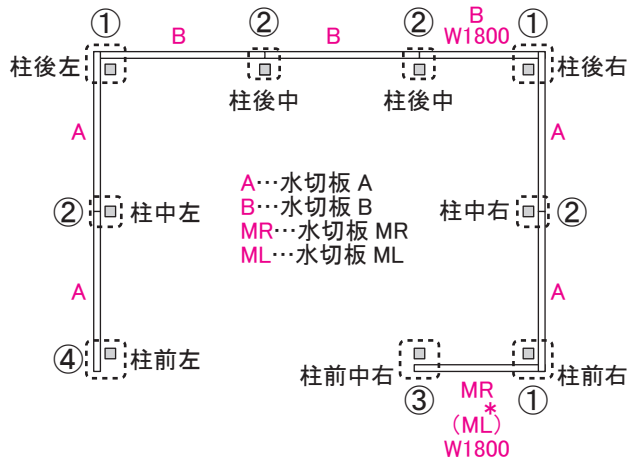 ① ② ② B ①
B B W1800
柱後左 柱後右
柱後中 柱後中
A A
A…水切板 A
② 柱中左 B…水切板 B 柱中右 ②
MR…水切板 MR
ML…水切板 ML
A A
④ 柱前左 柱前中右 柱前右
③ MR ①
*
(ML)
W1800